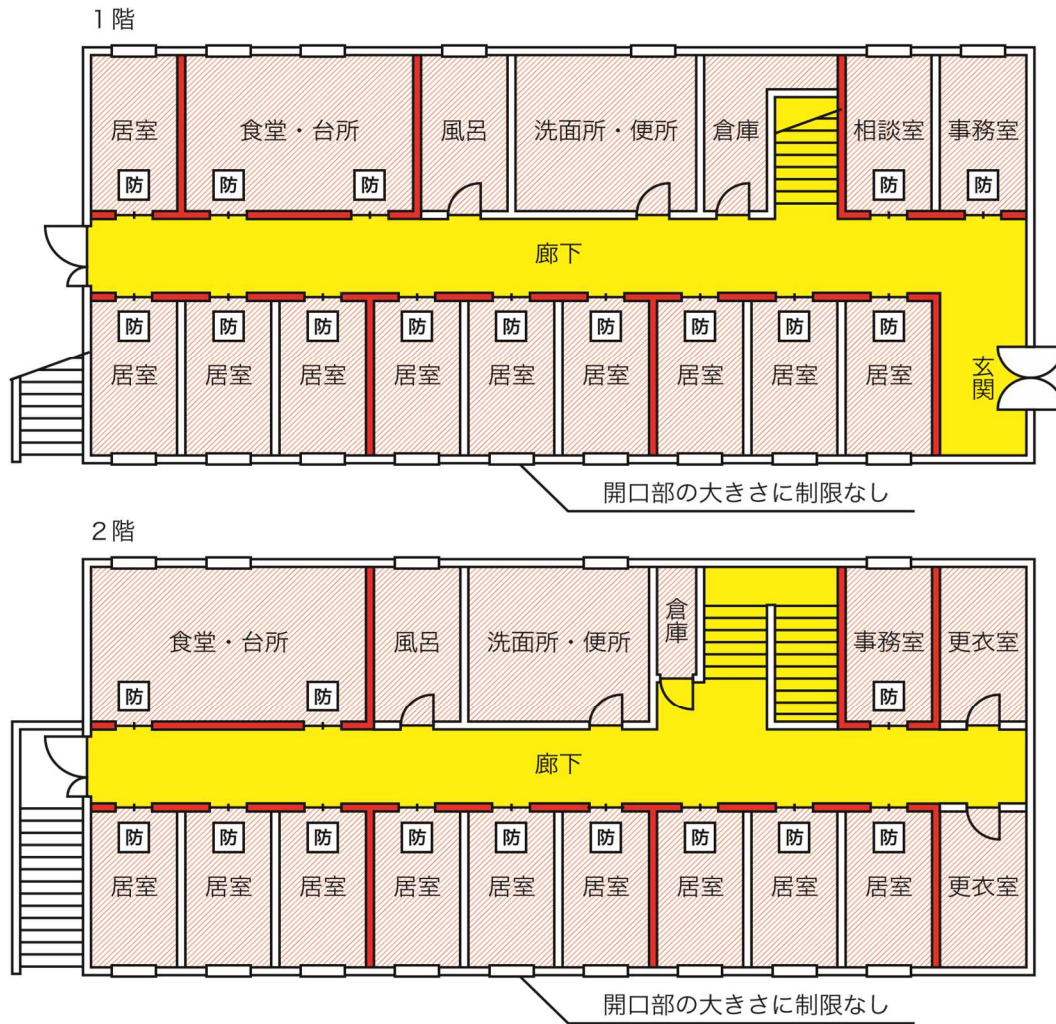 1階
居室 食堂・台所 風呂 洗面所・便所 倉庫 相談室 事務室
防 防 防 防 防
廊下
防 防 防 防 防 防 防 防 防
居室 居室 居室 居室 居室 居室 居室 居室 居室 玄関
開口部の大きさに制限なし
2階
食堂・台所 風呂 洗面所・便所 倉庫 事務室 更衣室
防 防 防
廊下
防 防 防 防 防 防 防 防 防
居室 居室 居室 居室 居室 居室 居室 居室 居室 更衣室
開口部の大きさに制限なし